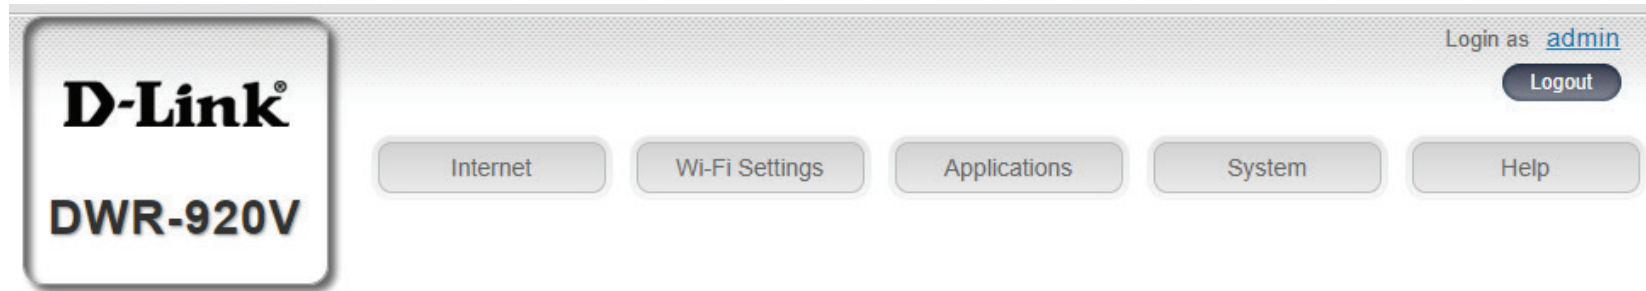 Login as admin
Logout
D-Link®
DWR-920V
Internet Wi-Fi Settings Applications System Help